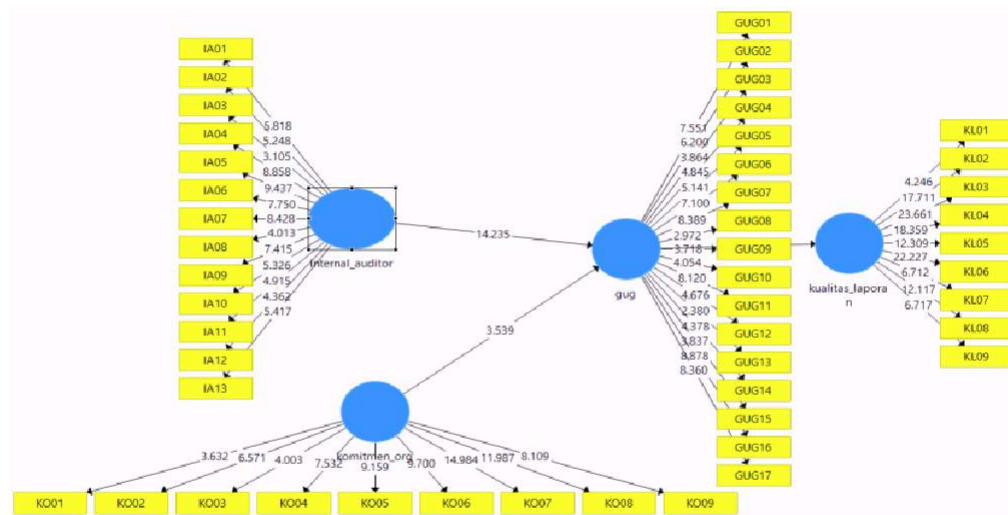 IA01
IA02
IA03
IA04
IA05
IA06
IA07
IA08
IA09
IA10
IA11
IA12
IA13
5.818
5.248
3.105
8.858
9.437
7.750
8.428
4.013
7.415
5.326
4.915
4.362
5.417
Internal_auditor
14.235
3.539
komitmen_org
3.632
6.571
4.003
7.532
9.159
9.700
14.984
11.987
8.109
KO01
KO02
KO03
KO04
KO05
KO06
KO07
KO08
KO09
gug
7.551
6.200
3.864
4.845
5.141
7.100
8.389
2.972
3.718
4.054
8.120
4.676
2.380
4.378
3.837
8.878
8.360
GUG01
GUG02
GUG03
GUG04
GUG05
GUG06
GUG07
GUG08
GUG09
GUG10
GUG11
GUG12
GUG13
GUG14
GUG15
GUG16
GUG17
kualitas_lapora
n
4.246
17.711
23.661
18.359
12.309
22.227
6.712
12.117
6.717
KL01
KL02
KL03
KL04
KL05
KL06
KL07
KL08
KL09